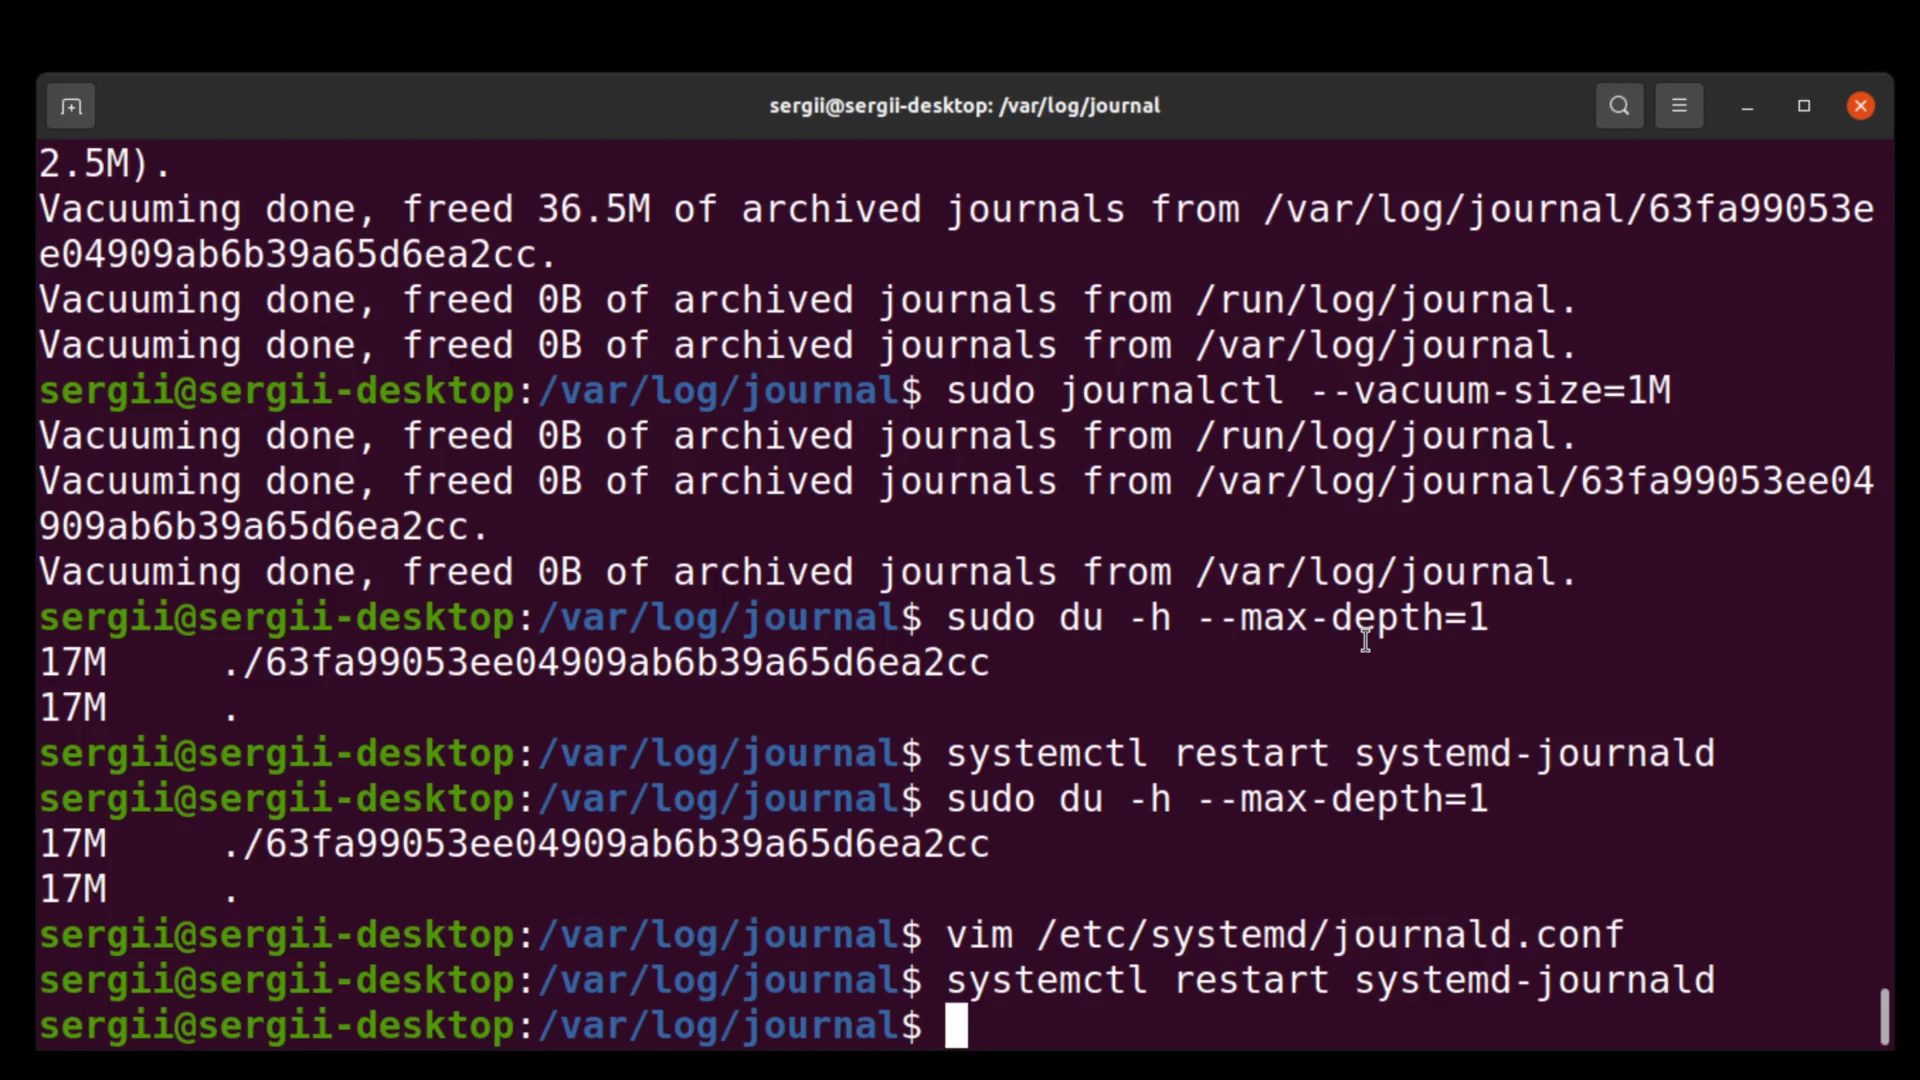 sergii@sergii-desktop: /var/log/journal
2.5M).
Vacuuming done, freed 36.5M of archived journals from /var/log/journal/63fa99053e
e04909ab6b39a65d6ea2cc.
Vacuuming done, freed 0B of archived journals from /run/log/journal.
Vacuuming done, freed 0B of archived journals from /var/log/journal.
sergii@sergii-desktop:/var/log/journal$ sudo journalctl --vacuum-size=1M
Vacuuming done, freed 0B of archived journals from /run/log/journal.
Vacuuming done, freed 0B of archived journals from /var/log/journal/63fa99053ee04
909ab6b39a65d6ea2cc.
Vacuuming done, freed 0B of archived journals from /var/log/journal.
sergii@sergii-desktop:/var/log/journal$ sudo du -h --max-depth=1
17M     ./63fa99053ee04909ab6b39a65d6ea2cc
17M     .
sergii@sergii-desktop:/var/log/journal$ systemctl restart systemd-journald
sergii@sergii-desktop:/var/log/journal$ sudo du -h --max-depth=1
17M     ./63fa99053ee04909ab6b39a65d6ea2cc
17M     .
sergii@sergii-desktop:/var/log/journal$ vim /etc/systemd/journald.conf
sergii@sergii-desktop:/var/log/journal$ systemctl restart systemd-journald
sergii@sergii-desktop:/var/log/journal$